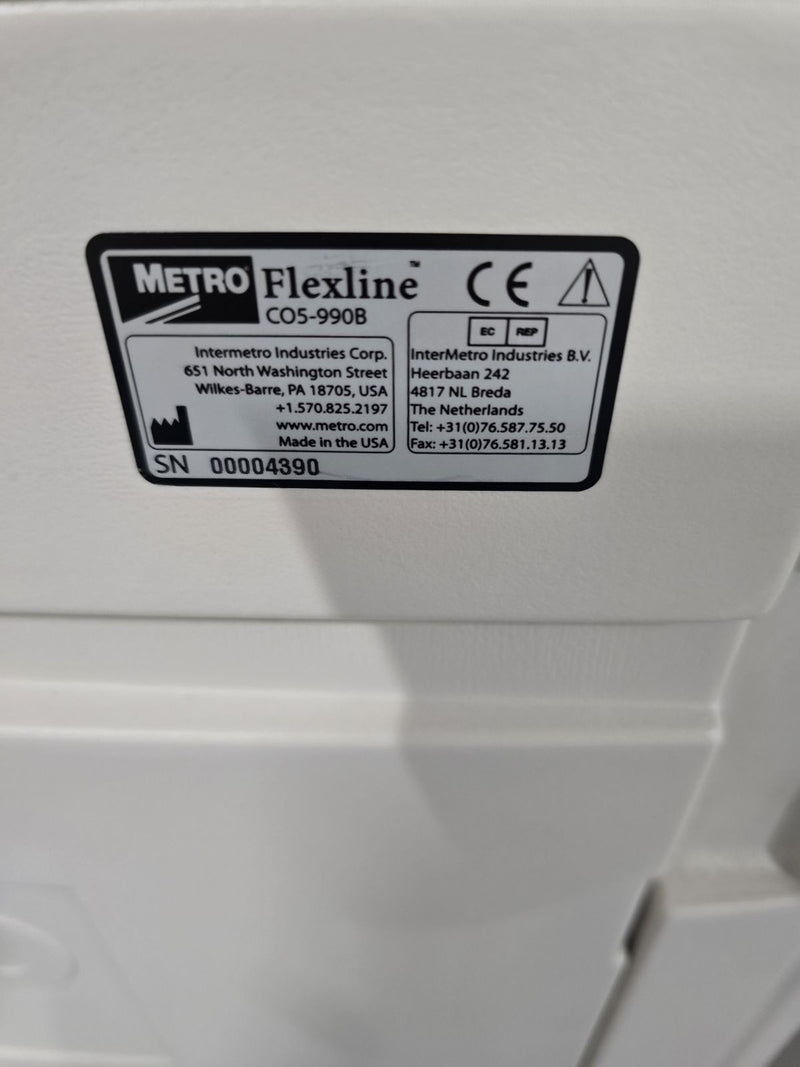 METRO Flexline™
CO5-990B
Intermetro Industries Corp.
651 North Washington Street
Wilkes-Barre, PA 18705, USA
+1.570.825.2197
www.metro.com
Made in the USA
CE
EC REP
InterMetro Industries B.V.
Heerbaan 242
4817 NL Breda
The Netherlands
Tel: +31(0)76.587.75.50
Fax: +31(0)76.581.13.13
SN 00004390